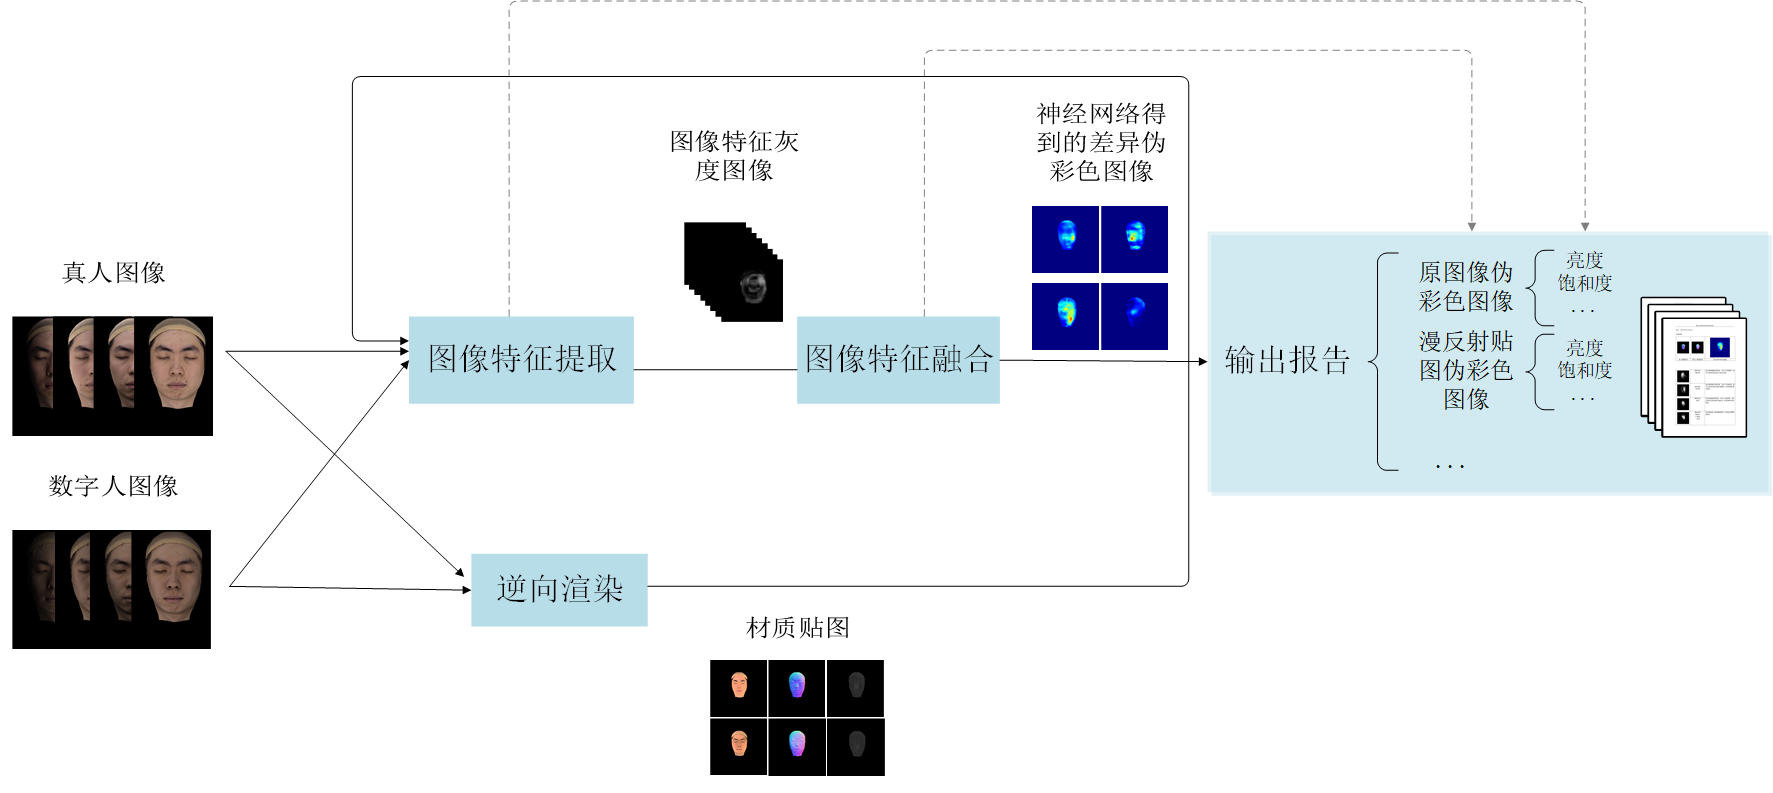 神经网络得
到的差异伪
彩色图像
图像特征灰
度图像
真人图像
图像特征提取
图像特征融合
输出报告
原图像伪
彩色图像
亮度
饱和度
...
漫反射贴
图伪彩色
图像
亮度
饱和度
...
...
数字人图像
逆向渲染
材质贴图